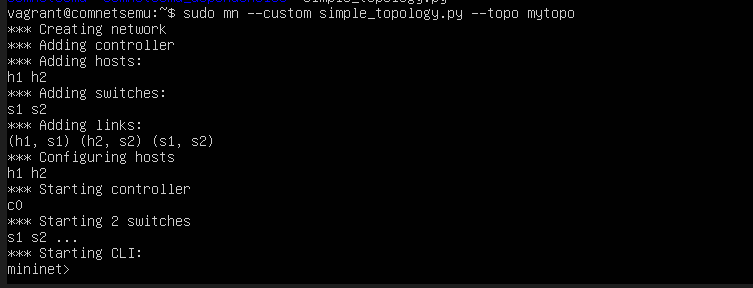 vagrant@comnetsemu:~$ sudo mn --custom simple_topology.py --topo mytopo
*** Creating network
*** Adding controller
*** Adding hosts:
h1 h2
*** Adding switches:
s1 s2
*** Adding links:
(h1, s1) (h2, s2) (s1, s2)
*** Configuring hosts
h1 h2
*** Starting controller
c0
*** Starting 2 switches
s1 s2 ...
*** Starting CLI:
mininet>